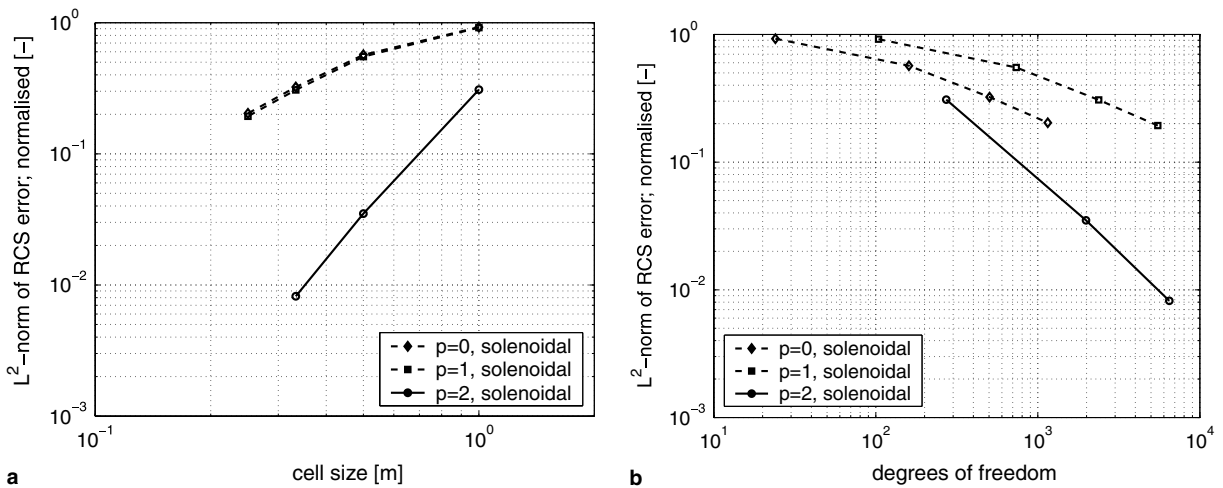 10^0
10^-1
10^-2
10^-3
10^-1
10^0
L^2-norm of RCS error; normalised [-]
cell size [m]
p=0, solenoidal
p=1, solenoidal
p=2, solenoidal
a
10^0
10^-1
10^-2
10^-3
10^1
10^2
10^3
10^4
L^2-norm of RCS error; normalised [-]
degrees of freedom
p=0, solenoidal
p=1, solenoidal
p=2, solenoidal
b